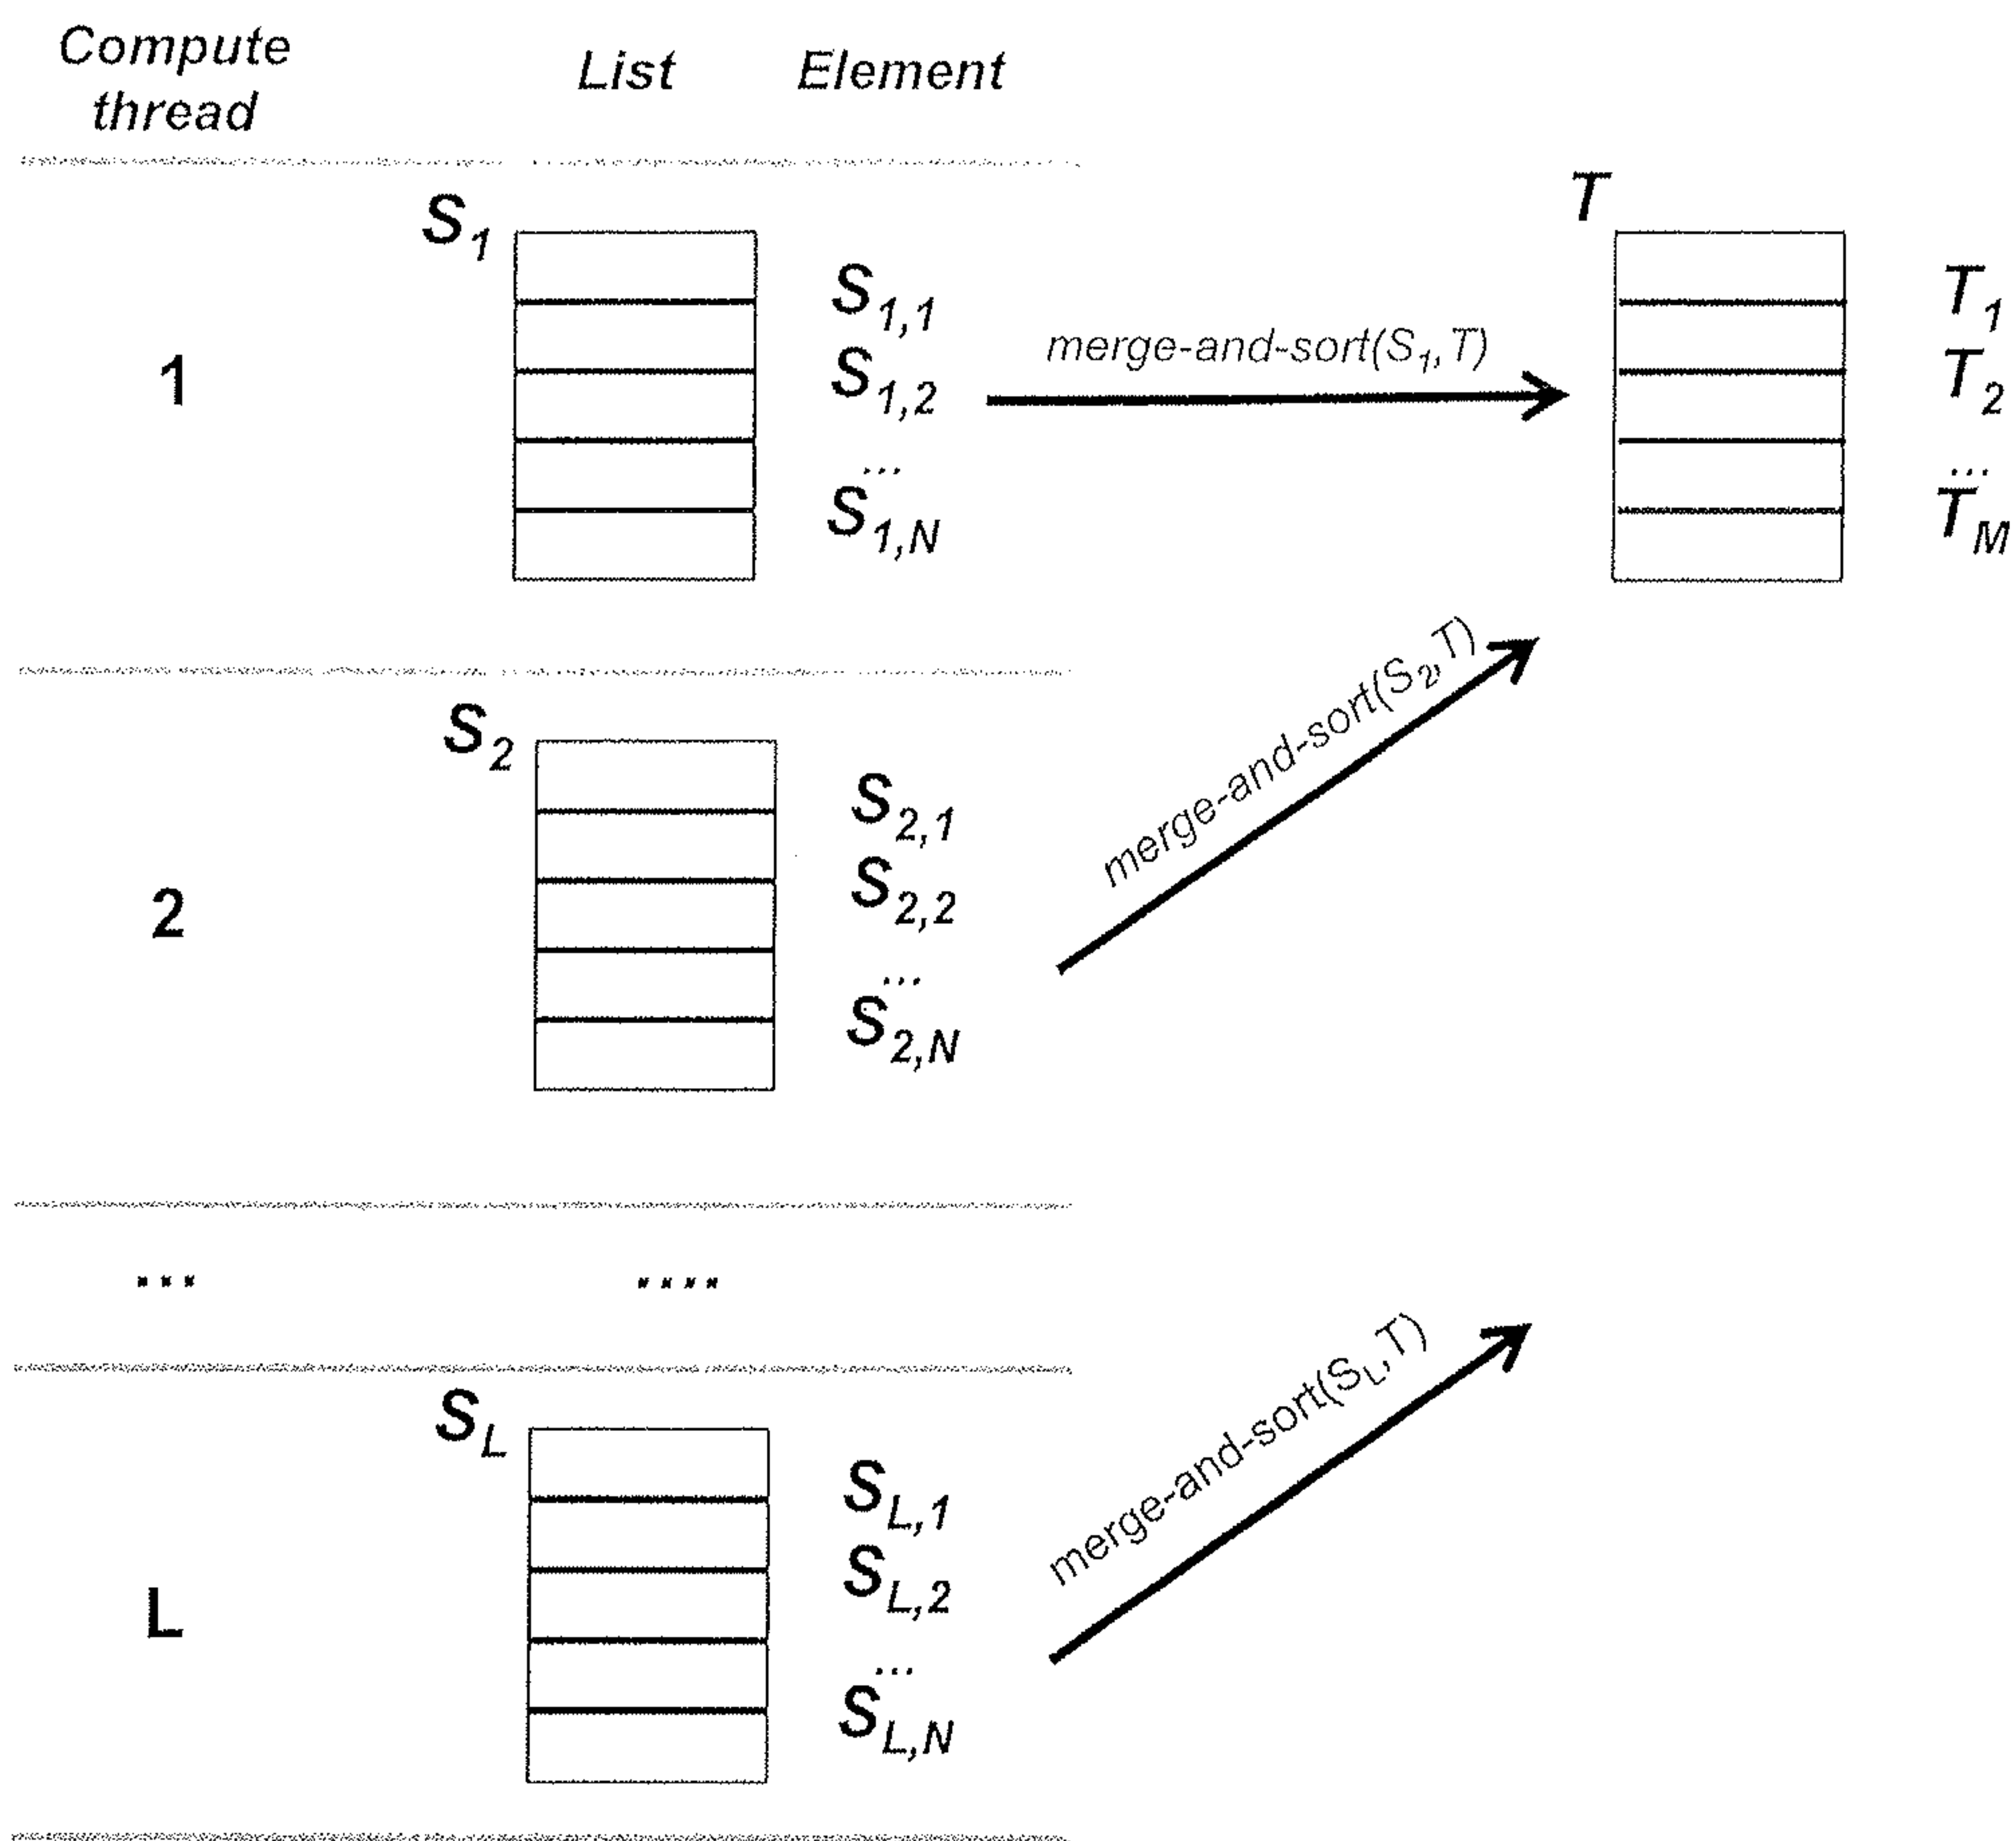 Compute
thread
List
Element
1
S1
S1,1
S1,2
...
S1,N
merge-and-sort(S1,T)
T
T1
T2
...
TM
2
S2
S2,1
S2,2
...
S2,N
merge-and-sort(S2,T)
...
....
L
SL
SL,1
SL,2
...
SL,N
merge-and-sort(SL,T)